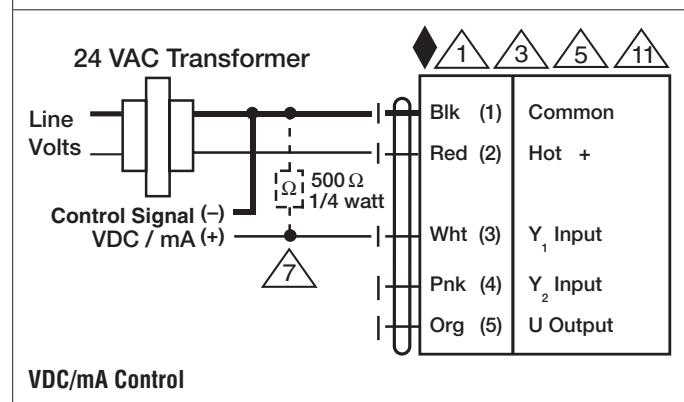 24 VAC Transformer
1 3 5 11
Line
Volts
Blk (1) Common
Red (2) Hot +
Ω 500 Ω
1/4 watt
Control Signal (–)
VDC / mA (+)
Wht (3) Y₁ Input
7
Pnk (4) Y₂ Input
Org (5) U Output
VDC/mA Control